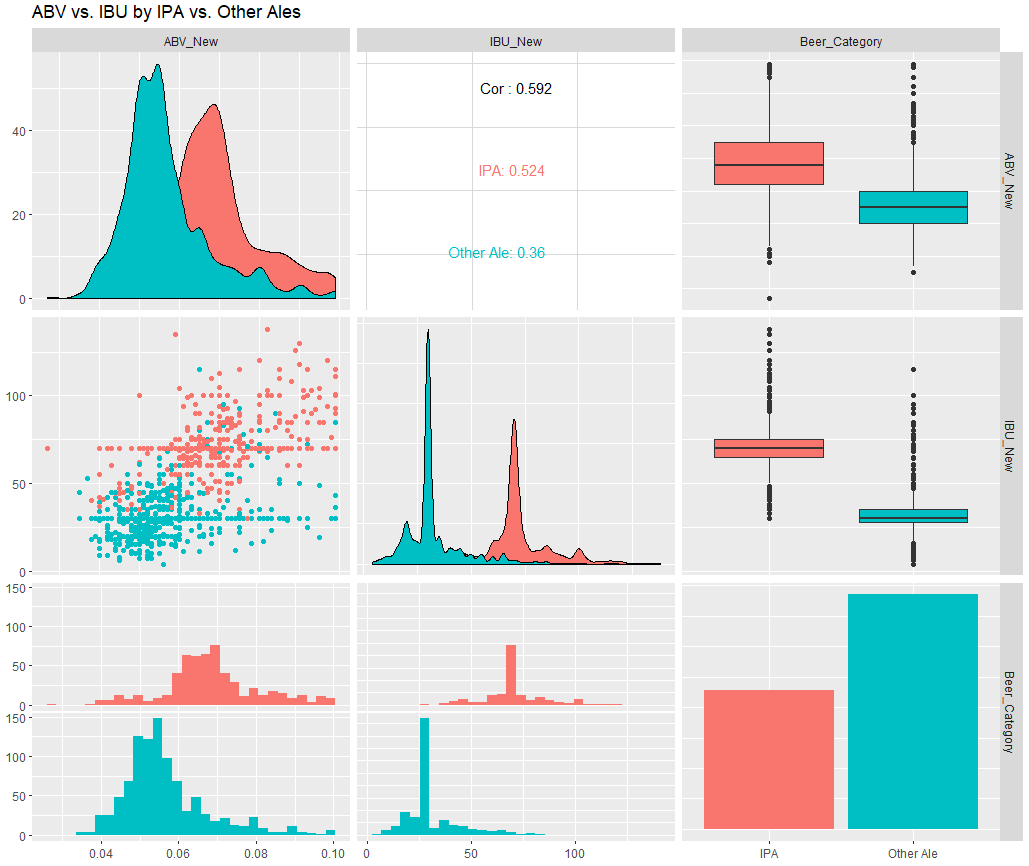 ABV vs. IBU by IPA vs. Other Ales
ABV_New
IBU_New
Beer_Category
40
20
0
Cor : 0.592
IPA: 0.524
Other Ale: 0.36
ABV_New
100
50
0
IBU_New
150
100
50
0
150
100
50
0
Beer_Category
0.04
0.06
0.08
0.10
0
50
100
IPA
Other Ale